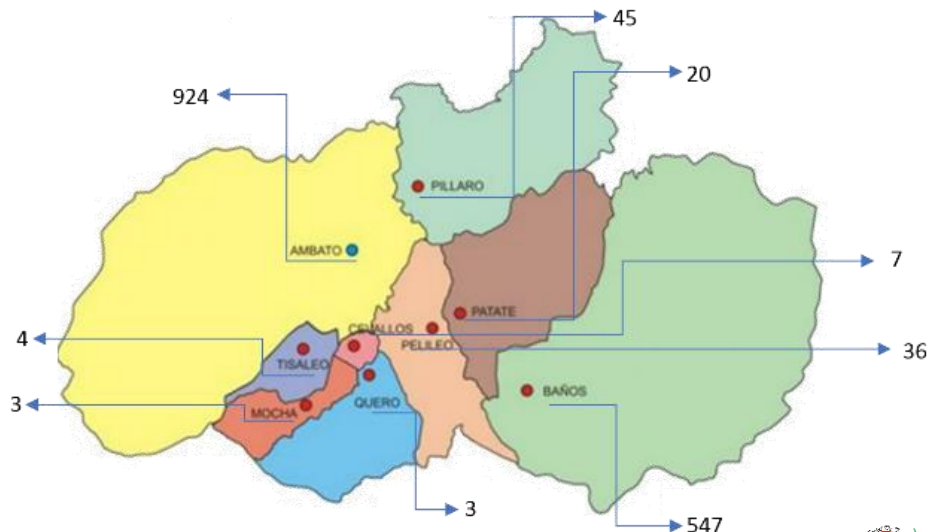 45
20
924
PILLARO
AMBATO
7
PATATE
CEVALLOS
4
PELILEO
36
TISALEO
BAÑOS
3
MOCHA
QUERO
3
547